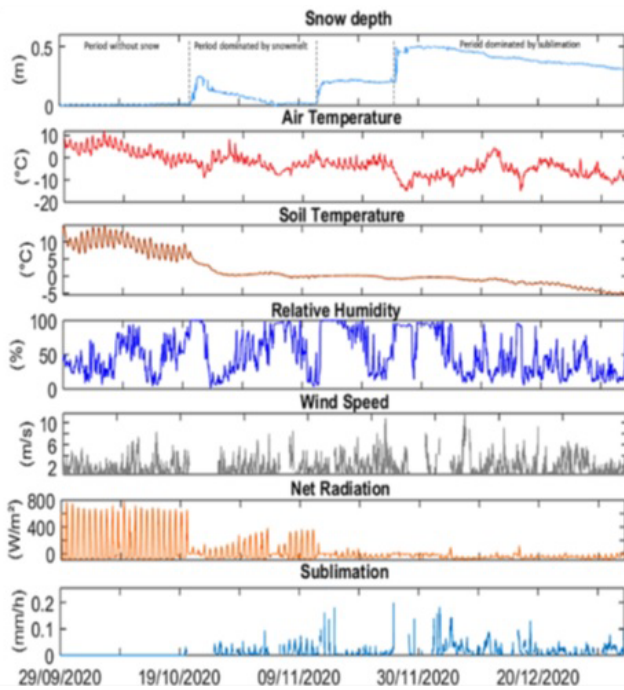 Snow depth
Period without snow
Period dominated by snowmelt
Period dominated by sublimation
0.5
(m)
0
Air Temperature
10
0
(°C)
-10
-20
Soil Temperature
10
5
(°C)
0
-5
Relative Humidity
100
(%)
50
0
Wind Speed
10
8
6
(m/s)
4
2
Net Radiation
800
(W/m²)
400
0
Sublimation
0.2
(mm/h)
0.1
0
29/09/2020 19/10/2020 09/11/2020 30/11/2020 20/12/2020